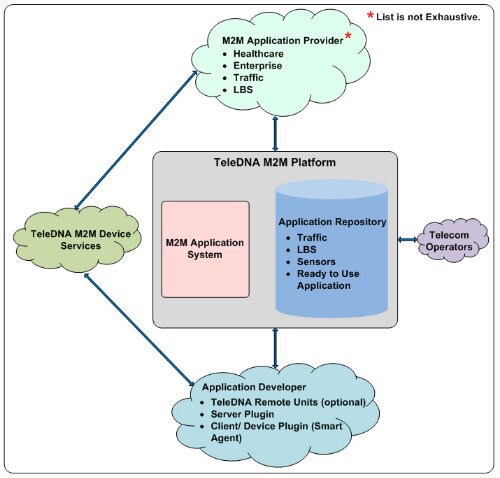 * List is not Exhaustive.
M2M Application Provider*
• Healthcare
• Enterprise
• Traffic
• LBS
TeleDNA M2M Platform
TeleDNA M2M Device
Services
M2M Application
System
Application Repository
• Traffic
• LBS
• Sensors
• Ready to Use
Application
Telecom
Operators
Application Developer
• TeleDNA Remote Units (optional)
• Server Plugin
• Client/ Device Plugin (Smart
Agent)